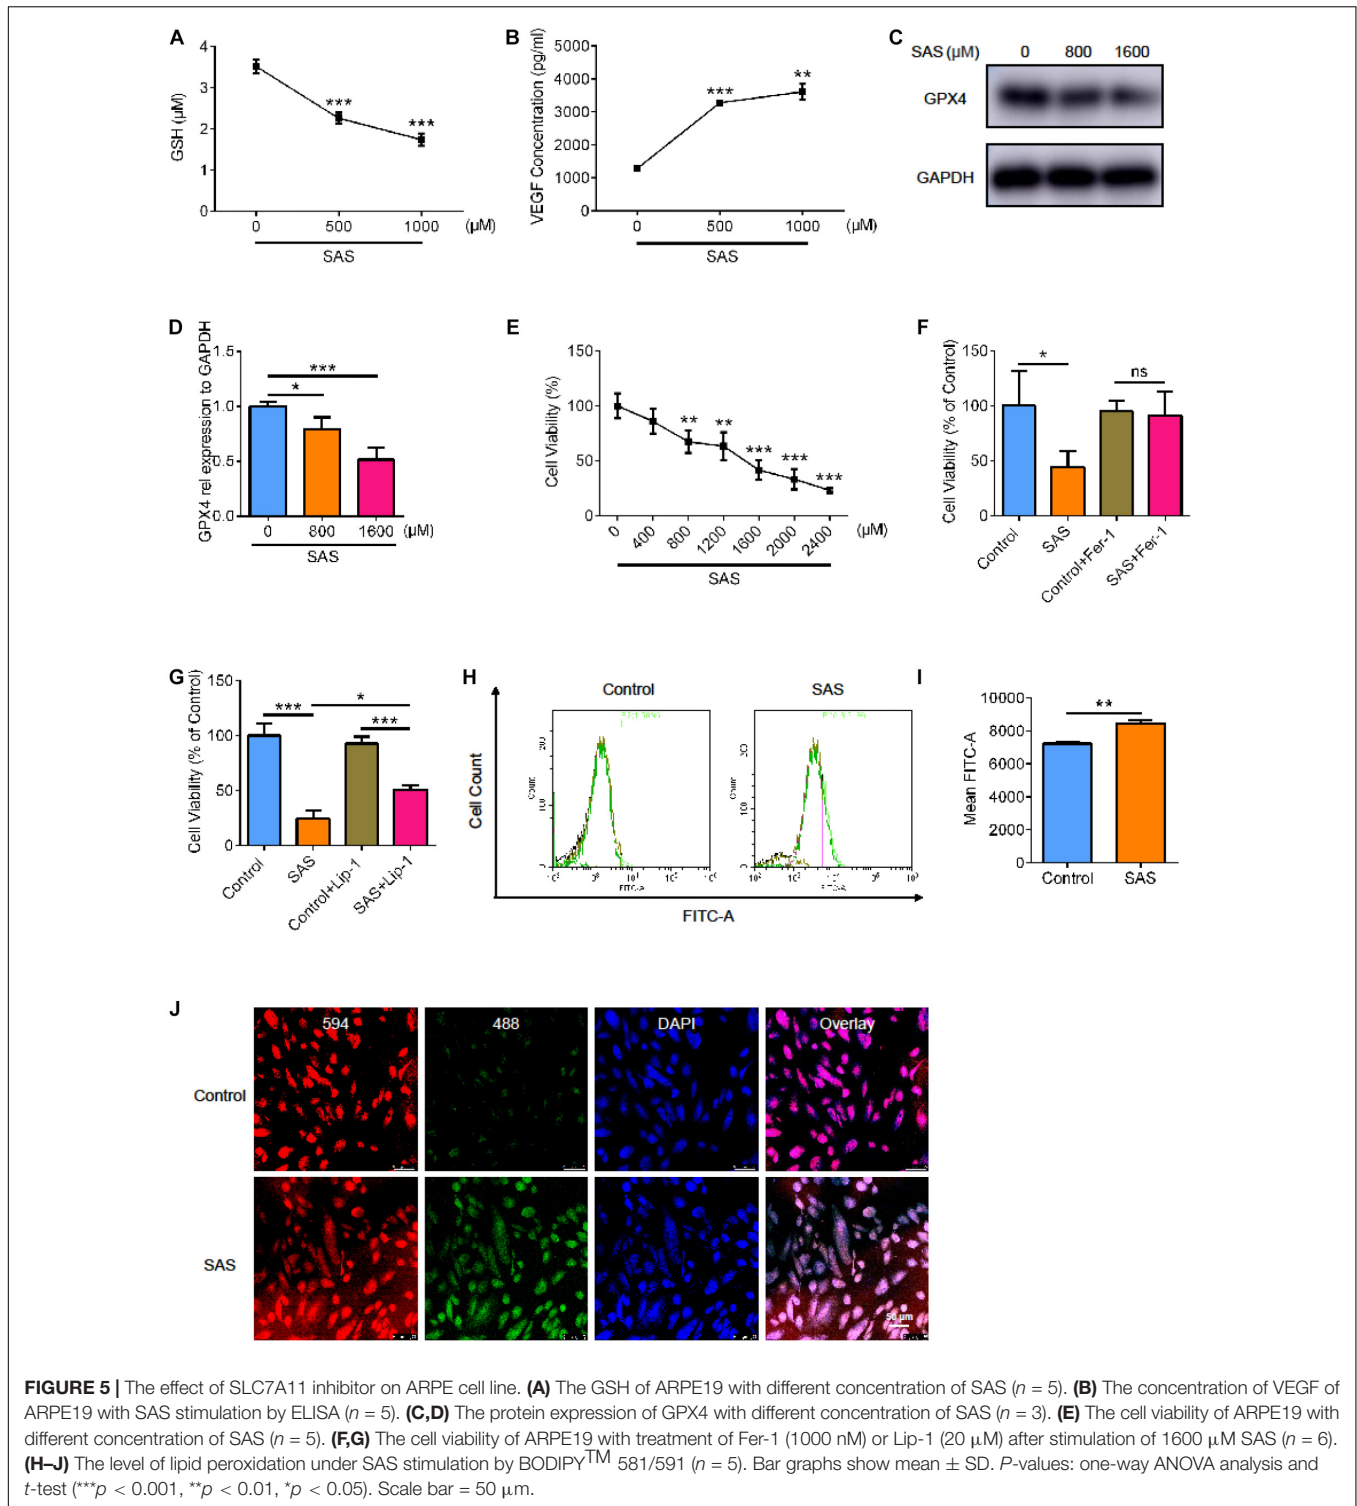 A
4
3
2
1
0
GSH (µM)
***
***
0 500 1000 (µM)
SAS
B
5000
4000
3000
2000
1000
0
VEGF Concentration (pg/ml)
***
**
0 500 1000 (µM)
SAS
C
SAS (µM) 0 800 1600
GPX4
GAPDH
D
GPX4 rel expression to GAPDH
1.5
1.0
0.5
0.0
***
*
0 800 1600 (µM)
SAS
E
Cell Viability (%)
150
100
50
0
** ** *** *** ***
0 400 800 1200 1600 2000 2400 (µM)
SAS
F
Cell Viability (% of Control)
150
100
50
0
*
ns
Control SAS Control+Fer-1 SAS+Fer-1
G
Cell Viability (% of Control)
150
100
50
0
***
*
***
Control SAS Control+Lip-1 SAS+Lip-1
H
Control SAS
Cell Count
Count
200
100
0
FITC-A
Count
200
100
0
FITC-A
FITC-A
I
Mean FITC-A
10000
8000
6000
4000
2000
0
**
Control SAS
J
594 488 DAPI Overlay
Control
SAS
50 µm
FIGURE 5 | The effect of SLC7A11 inhibitor on ARPE cell line. (A) The GSH of ARPE19 with different concentration of SAS (n = 5). (B) The concentration of VEGF of
ARPE19 with SAS stimulation by ELISA (n = 5). (C,D) The protein expression of GPX4 with different concentration of SAS (n = 3). (E) The cell viability of ARPE19 with
different concentration of SAS (n = 5). (F,G) The cell viability of ARPE19 with treatment of Fer-1 (1000 nM) or Lip-1 (20 µM) after stimulation of 1600 µM SAS (n = 6).
(H–J) The level of lipid peroxidation under SAS stimulation by BODIPY™ 581/591 (n = 5). Bar graphs show mean ± SD. P-values: one-way ANOVA analysis and
t-test (***p < 0.001, **p < 0.01, *p < 0.05). Scale bar = 50 µm.